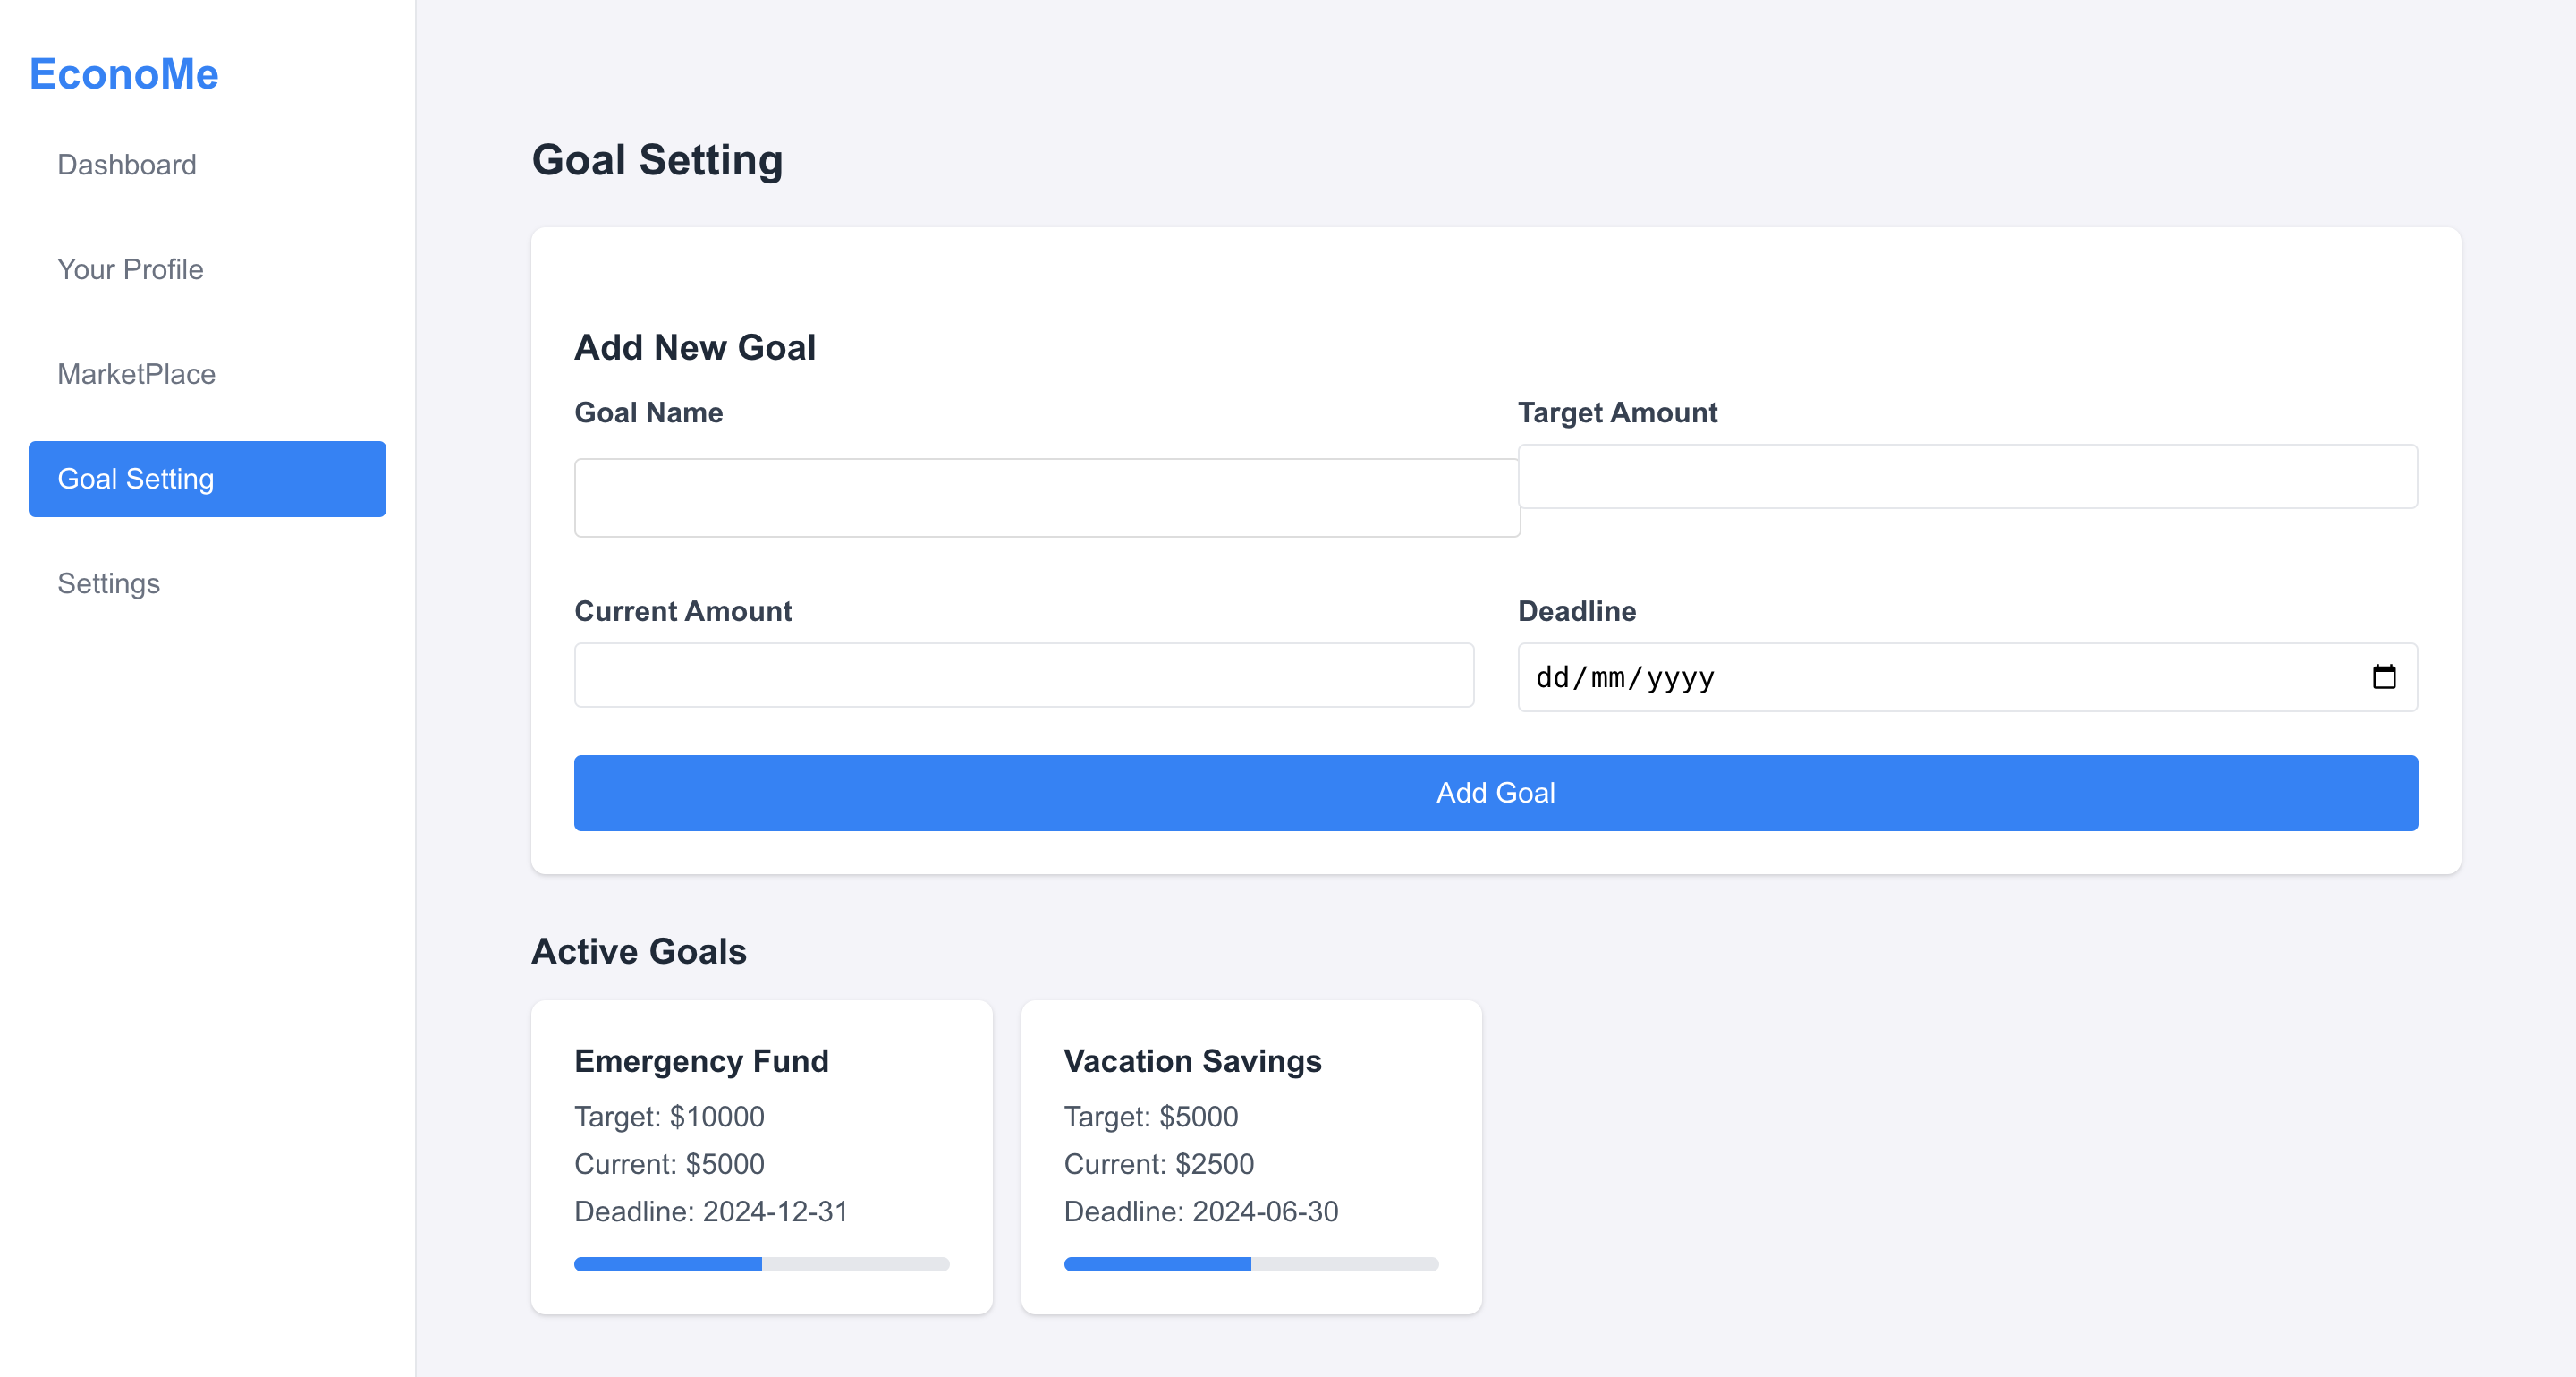 EconoMe
Dashboard
Your Profile
MarketPlace
Goal Setting
Settings
Goal Setting
Add New Goal
Goal Name
Target Amount
Current Amount
Deadline
dd/mm/yyyy
Add Goal
Active Goals
Emergency Fund
Target: $10000
Current: $5000
Deadline: 2024-12-31
Vacation Savings
Target: $5000
Current: $2500
Deadline: 2024-06-30